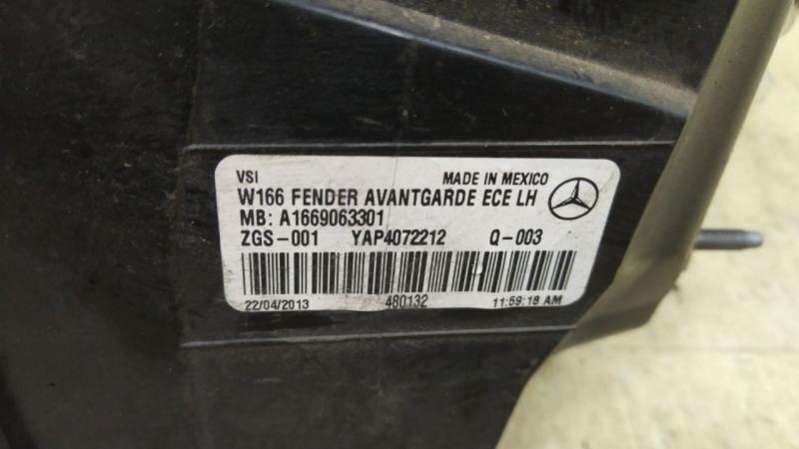 VSI MADE IN MEXICO
W166 FENDER AVANTGARDE ECE LH
MB: A1669063301
ZGS-001 YAP4072212 Q-003
480132
22/04/2013 11:59:18 AM